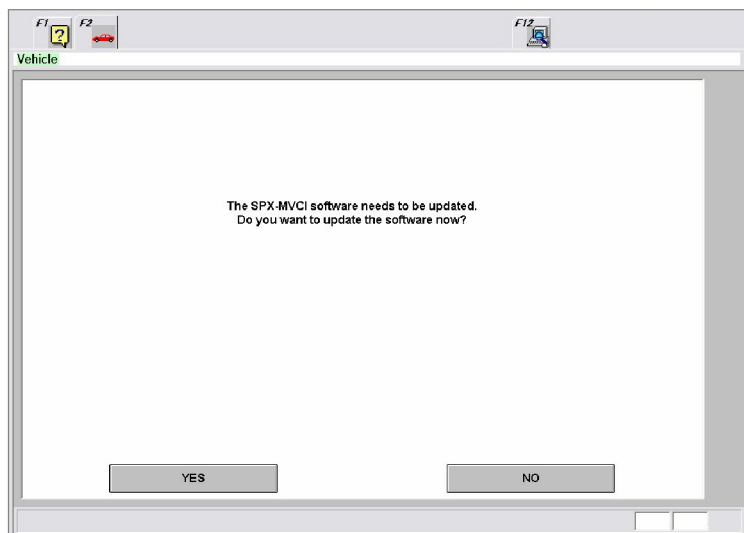 F1 F2 F12
?
Vehicle
The SPX-MVCI software needs to be updated.
Do you want to update the software now?
YES NO